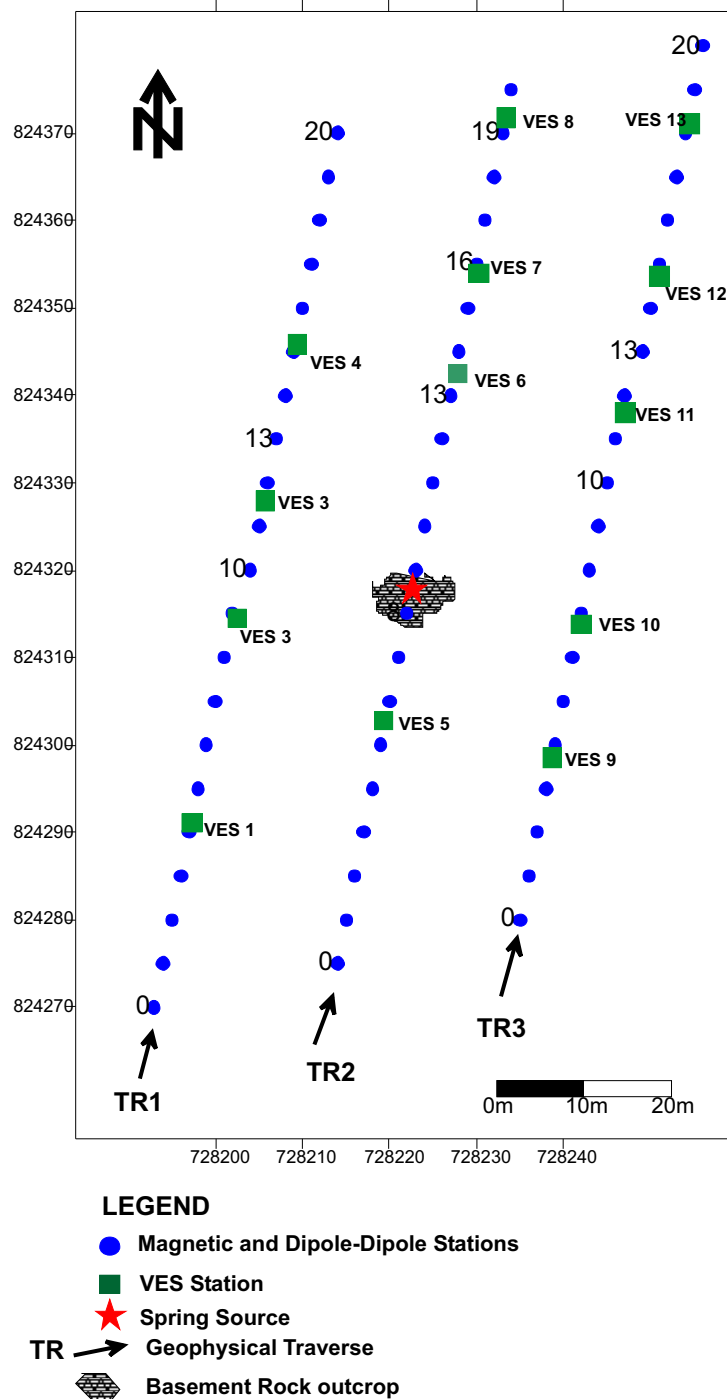 20
N
824370
20
19
VES 8
VES 13
824360
16
VES 7
VES 12
824350
VES 4
13
VES 6
824340
13
13
VES 11
824330
VES 3
10
824320
10
VES 3
VES 10
824310
VES 5
824300
VES 9
824290
VES 1
824280
0
0
824270
0
TR3
TR2
TR1
0m 10m 20m
728200 728210 728220 728230 728240
LEGEND
Magnetic and Dipole-Dipole Stations
VES Station
Spring Source
TR Geophysical Traverse
Basement Rock outcrop